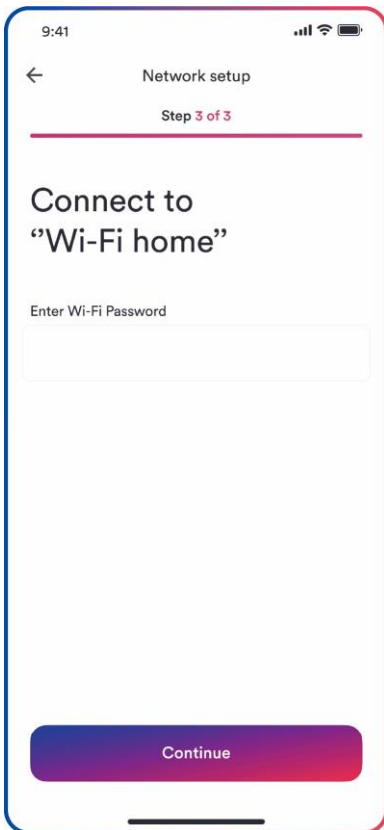 9:41
Network setup
Step 3 of 3
Connect to
‘’Wi-Fi home’’
Enter Wi-Fi Password
Continue